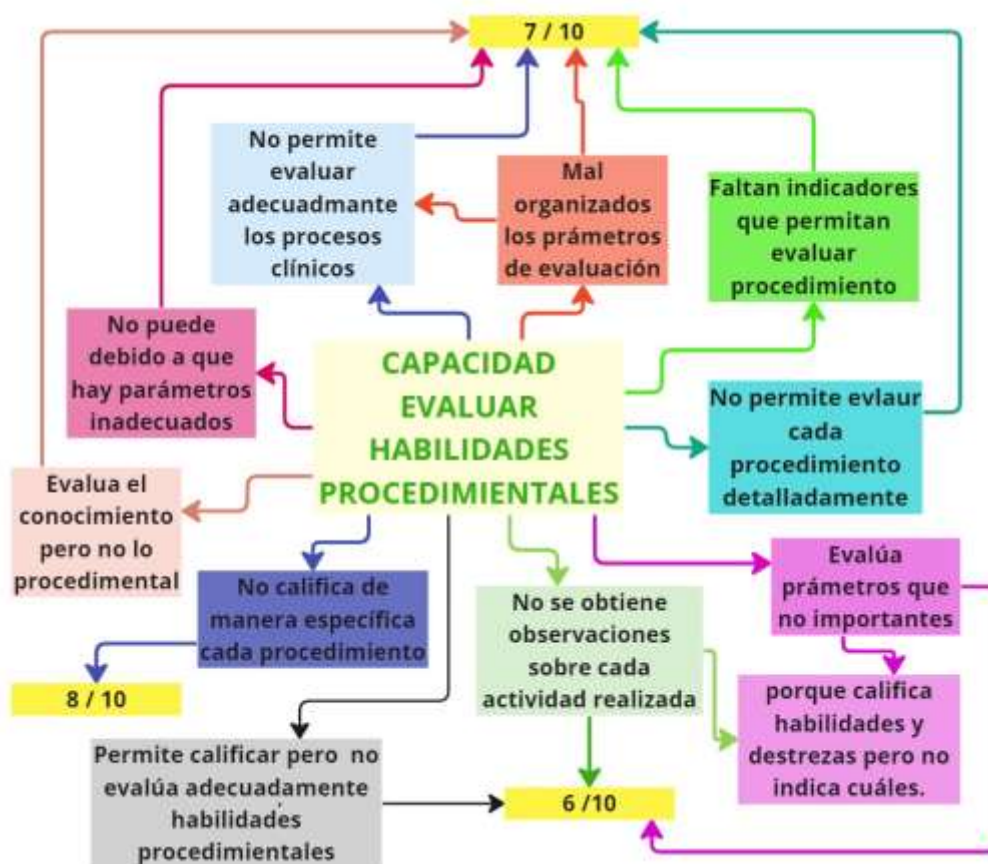 7 / 10
No permite
evaluar
adecuadmante
los procesos
clínicos
Mal
organizados
los prámetros
de evaluación
Faltan indicadores
que permitan
evaluar
procedimiento
No puede
debido a que
hay parámetros
inadecuados
CAPACIDAD
EVALUAR
HABILIDADES
PROCEDIMIENTALES
No permite evlaur
cada
procedimiento
detalladamente
Evalua el
conocimiento
pero no lo
procedimental
No califica de
manera específica
cada procedimiento
No se obtiene
observaciones
sobre cada
actividad realizada
Evalúa
prámetros que
no importantes
8 / 10
porque califica
habilidades y
destrezas pero no
indica cuáles.
Permite calificar pero no
evalúa adecuadamente
habilidades
procedimientales
6 /10